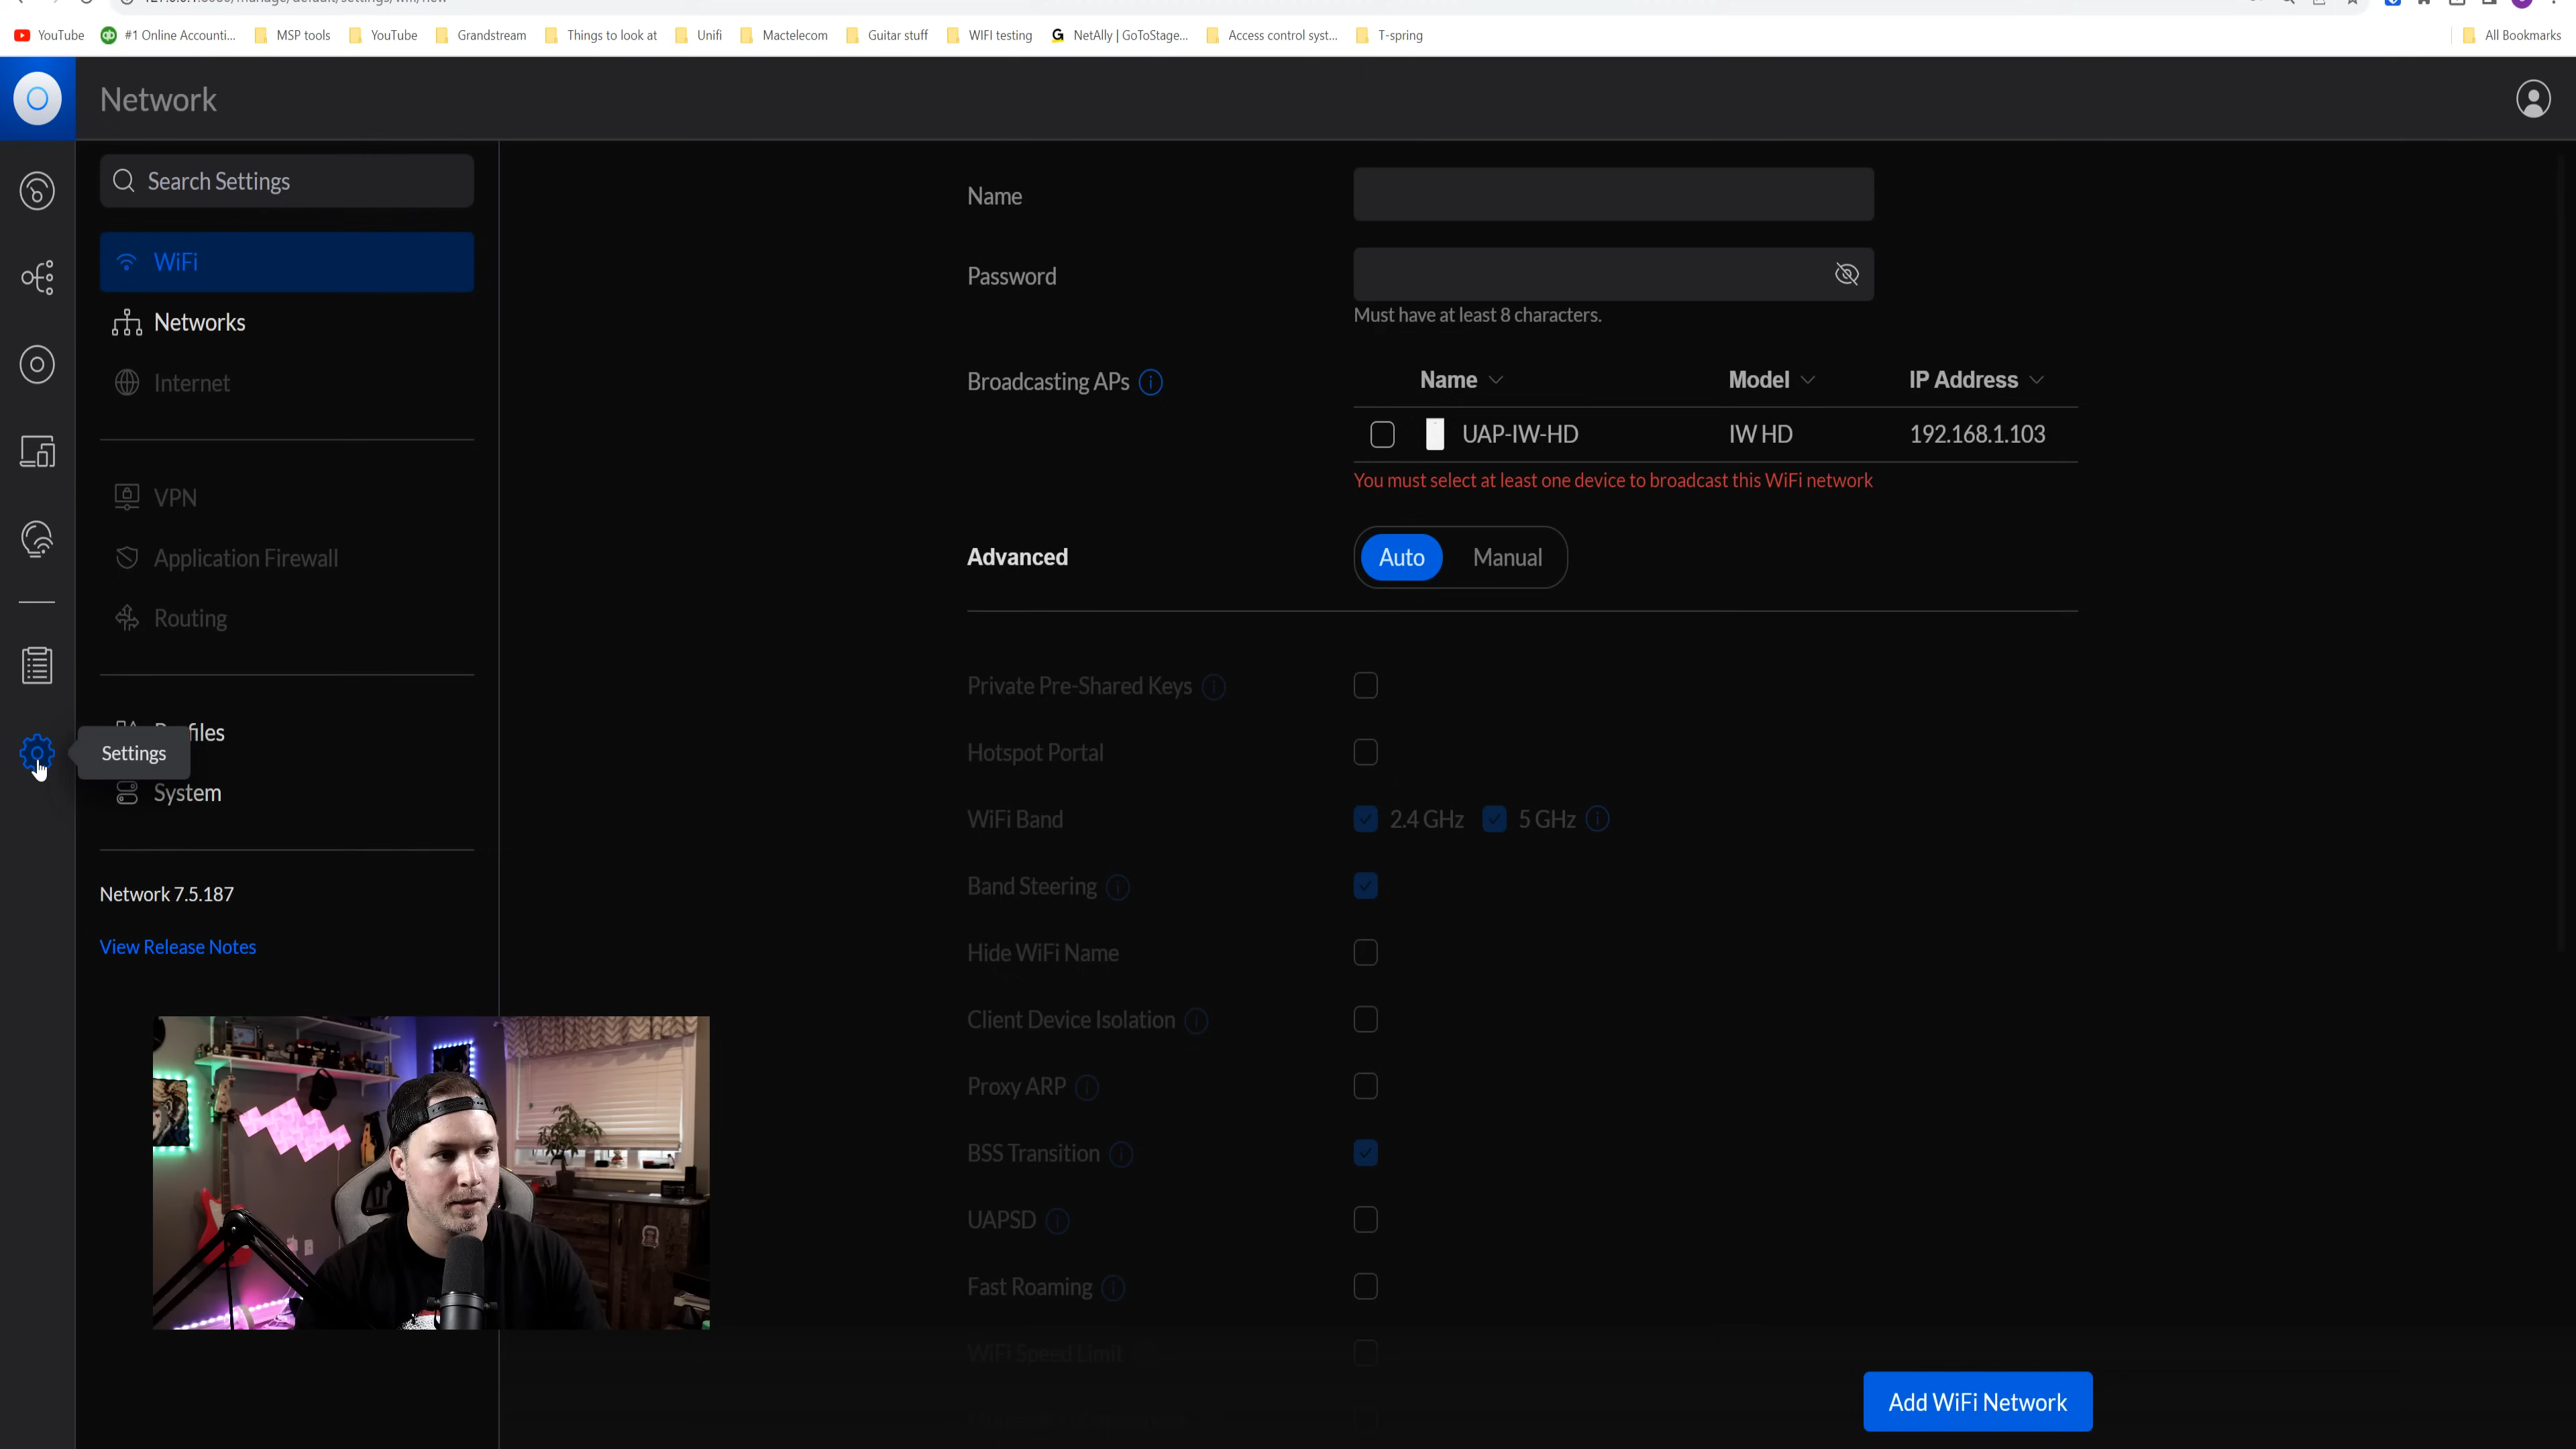 YouTube #1 Online Accounti... MSP tools YouTube Grandstream Things to look at Unifi Mactelecom Guitar stuff WIFI testing NetAlly | GoToStage... Access control syst... T-spring All Bookmarks
Network
Search Settings
WiFi
Networks
Internet
VPN
Application Firewall
Routing
files
Settings
System
Network 7.5.187
View Release Notes
Name
Password
Must have at least 8 characters.
Broadcasting APs Name Model IP Address
UAP-IW-HD IW HD 192.168.1.103
You must select at least one device to broadcast this WiFi network
Advanced Auto Manual
Private Pre-Shared Keys
Hotspot Portal
WiFi Band 2.4 GHz 5 GHz
Band Steering
Hide WiFi Name
Client Device Isolation
Proxy ARP
BSS Transition
UAPSD
Fast Roaming
WiFi Speed Limit
Add WiFi Network